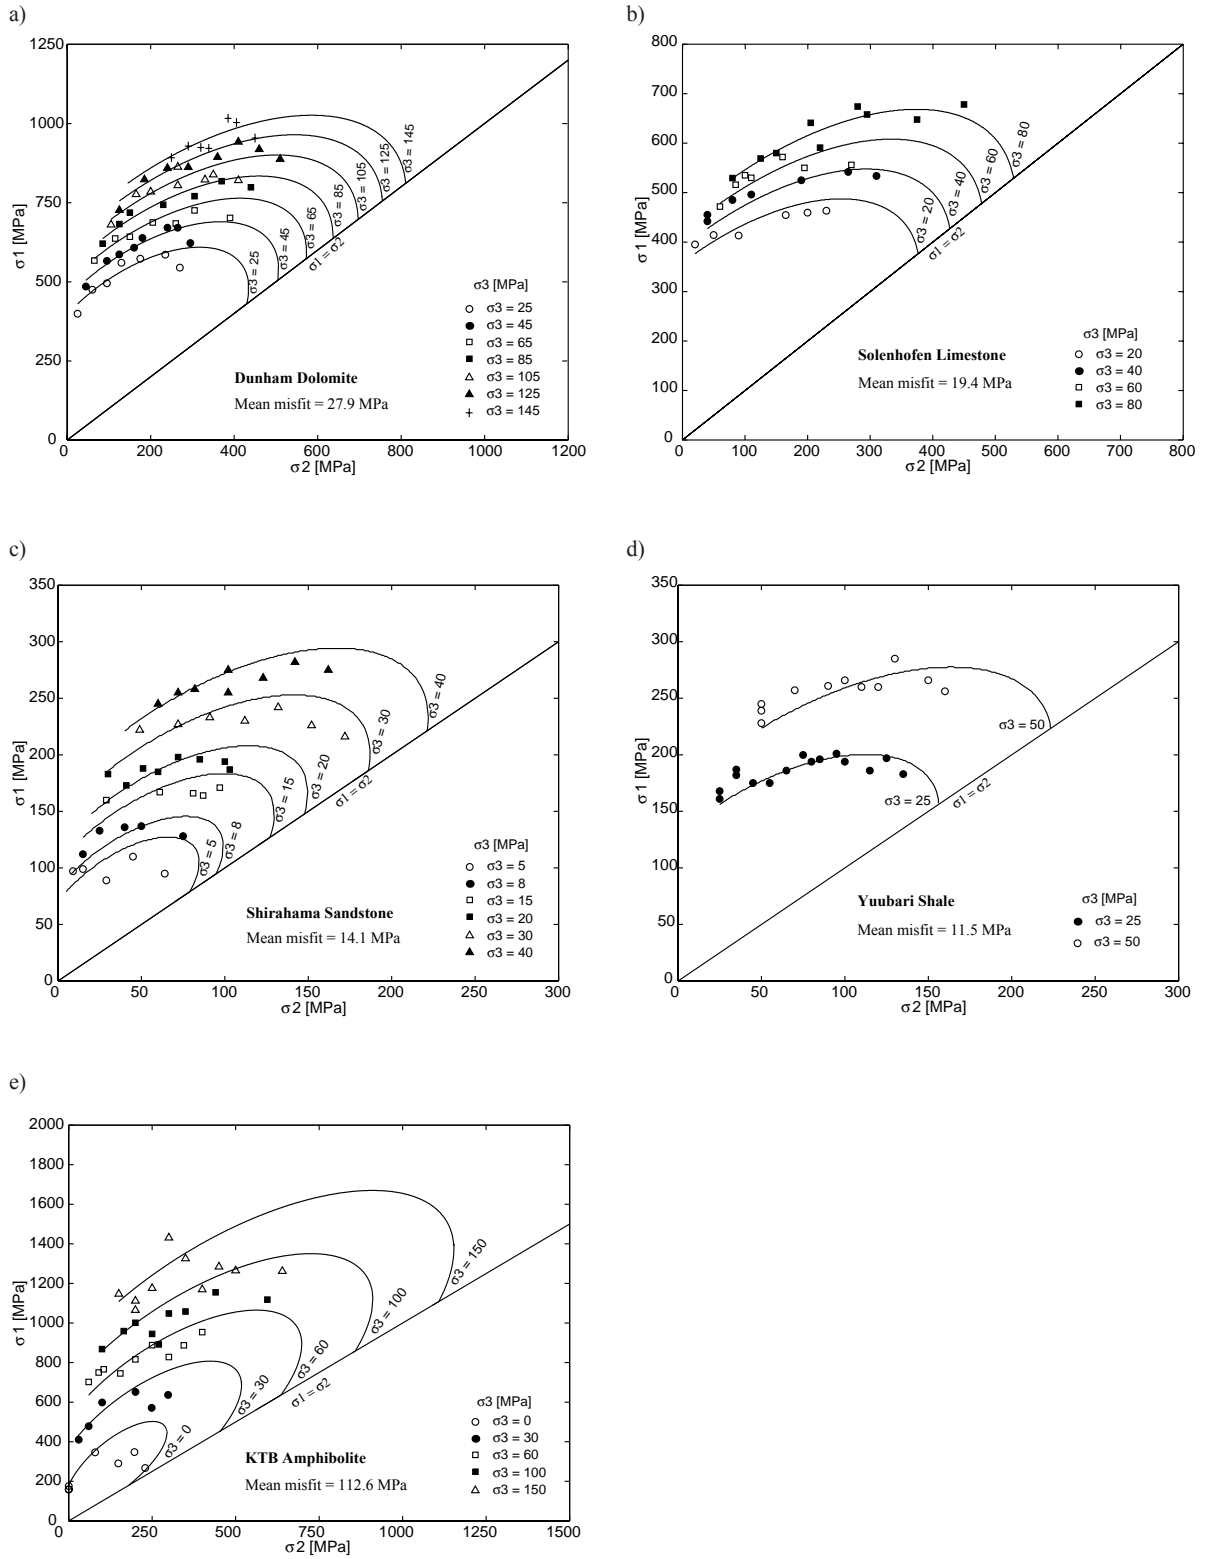 a)
1250
1000
750
500
250
0
σ1 [MPa]
0
200
400
600
800
1000
1200
σ2 [MPa]
σ3 = 25
σ3 = 45
σ3 = 65
σ3 = 85
σ3 = 105
σ3 = 125
σ3 = 145
σ1 = σ2
σ3 [MPa]
σ3 = 25
σ3 = 45
σ3 = 65
σ3 = 85
σ3 = 105
σ3 = 125
σ3 = 145
Dunham Dolomite
Mean misfit = 27.9 MPa
b)
800
700
600
500
400
300
200
100
0
σ1 [MPa]
0
100
200
300
400
500
600
700
800
σ2 [MPa]
σ3 = 20
σ3 = 40
σ3 = 60
σ3 = 80
σ1 = σ2
σ3 [MPa]
σ3 = 20
σ3 = 40
σ3 = 60
σ3 = 80
Solenhofen Limestone
Mean misfit = 19.4 MPa
c)
350
300
250
200
150
100
50
0
σ1 [MPa]
0
50
100
150
200
250
300
σ2 [MPa]
σ3 = 5
σ3 = 8
σ3 = 15
σ3 = 20
σ3 = 30
σ3 = 40
σ1 = σ2
σ3 [MPa]
σ3 = 5
σ3 = 8
σ3 = 15
σ3 = 20
σ3 = 30
σ3 = 40
Shirahama Sandstone
Mean misfit = 14.1 MPa
d)
350
300
250
200
150
100
50
0
σ1 [MPa]
0
50
100
150
200
250
300
σ2 [MPa]
σ3 = 50
σ3 = 25
σ1 = σ2
σ3 [MPa]
σ3 = 25
σ3 = 50
Yuubari Shale
Mean misfit = 11.5 MPa
e)
2000
1800
1600
1400
1200
1000
800
600
400
200
0
σ1 [MPa]
0
250
500
750
1000
1250
1500
σ2 [MPa]
σ3 = 0
σ3 = 30
σ3 = 60
σ3 = 100
σ3 = 150
σ1 = σ2
σ3 [MPa]
σ3 = 0
σ3 = 30
σ3 = 60
σ3 = 100
σ3 = 150
KTB Amphibolite
Mean misfit = 112.6 MPa